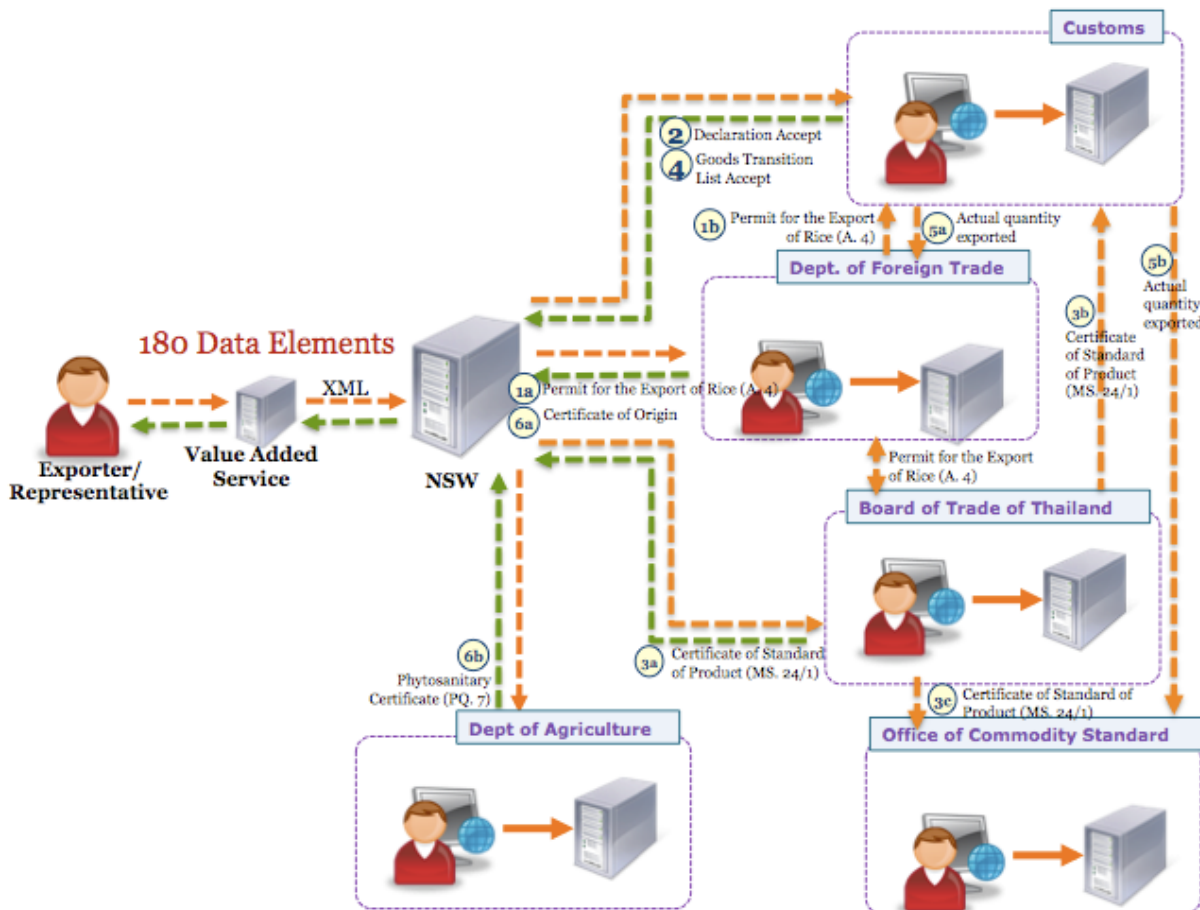 Customs
2 Declaration Accept
4 Goods Transition
List Accept
1b Permit for the Export
of Rice (A. 4)
5a Actual quantity
exported
Dept. of Foreign Trade
5b
Actual
quantity
exported
3b
Certificate
of Standard
of Product
(MS. 24/1)
180 Data Elements
XML
1a Permit for the Export of Rice (A. 4)
6a Certificate of Origin
Exporter/
Representative
Value Added
Service
NSW
Permit for the Export
of Rice (A. 4)
Board of Trade of Thailand
6b
Phytosanitary
Certificate (PQ. 7)
3a Certificate of Standard
of Product (MS. 24/1)
3c Certificate of Standard of
Product (MS. 24/1)
Dept of Agriculture
Office of Commodity Standard